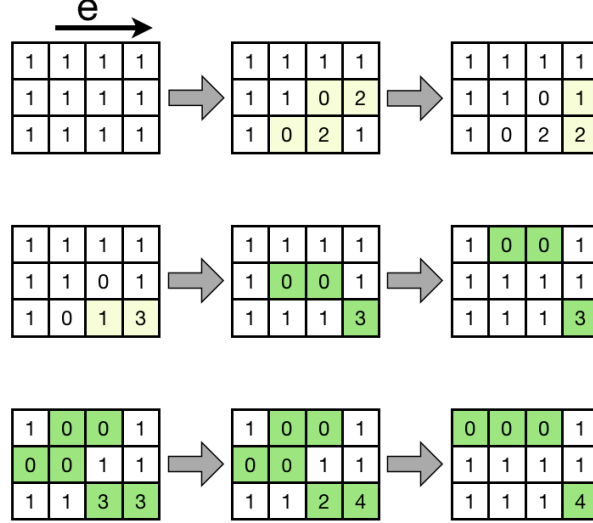 e
1 1 1 1 1 1 1 1 1 1 1 1
1 1 1 1 1 1 0 2 1 1 0 1
1 1 1 1 1 0 2 1 1 0 2 2
1 1 1 1 1 1 1 1 1 0 0 1
1 1 0 1 1 0 0 1 1 1 1 1
1 0 1 3 1 1 1 3 1 1 1 3
1 0 0 1 1 0 0 1 0 0 0 1
0 0 1 1 0 0 1 1 1 1 1 1
1 1 3 3 1 1 2 4 1 1 1 4